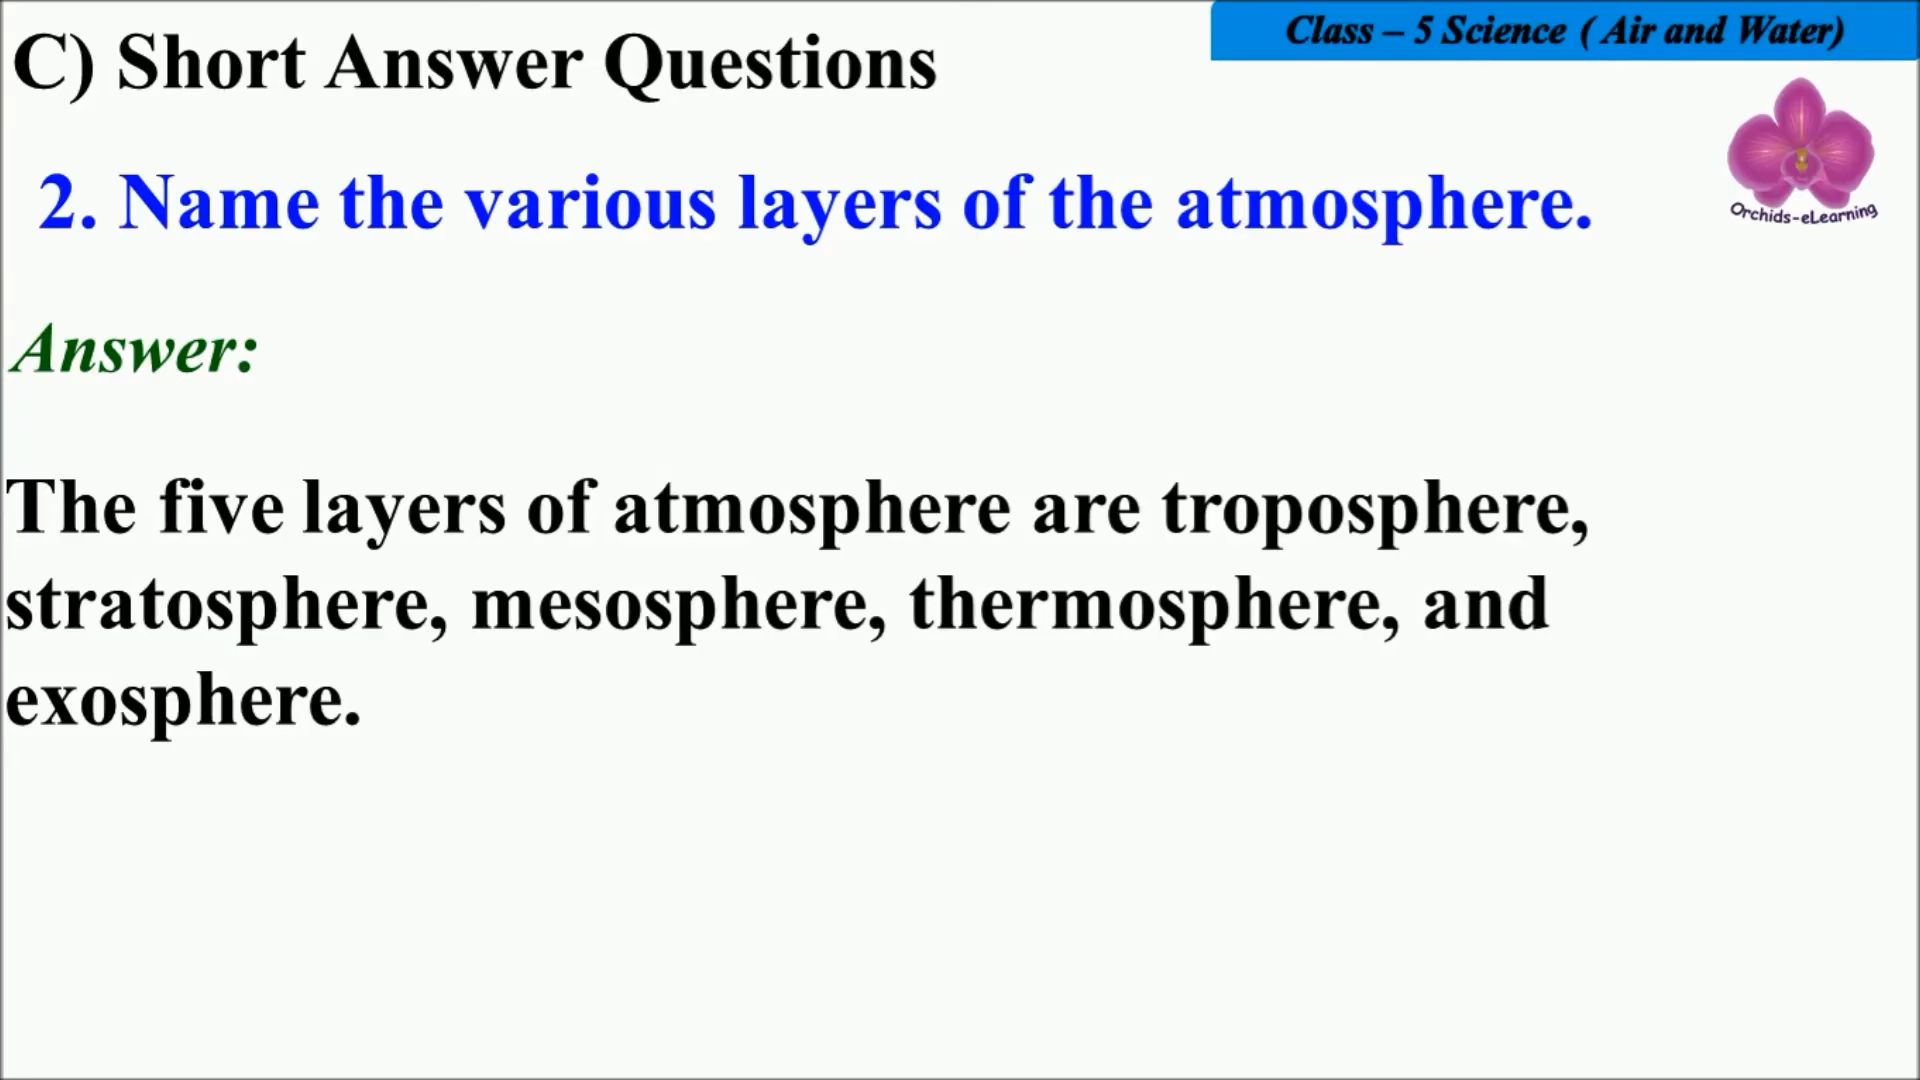 Class – 5 Science ( Air and Water)
C) Short Answer Questions
2. Name the various layers of the atmosphere.
Orchids-eLearning
Answer:
The five layers of atmosphere are troposphere,
stratosphere, mesosphere, thermosphere, and
exosphere.